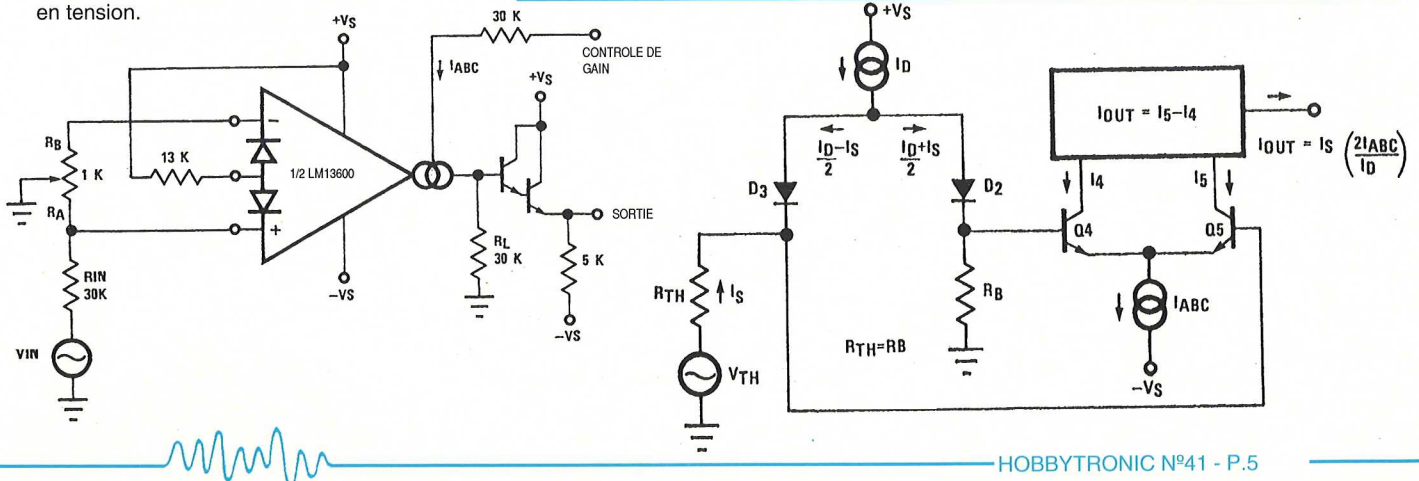 en tension.
+VS
30 K
CONTROLE DE
GAIN
IABC
+VS
RB
1 K
13 K
RA
−
+
1/2 LM13600
SORTIE
RIN
30K
RL
30 K
5 K
−VS
−VS
VIN
+VS
ID
ID/2−IS
ID/2+IS
D3
D2
IOUT = I5−I4
IOUT = IS (2IABC/ID)
I4
I5
Q4
Q5
RTH
IS
RB
IABC
RTH=RB
VTH
−VS
HOBBYTRONIC Nº41 - P.5